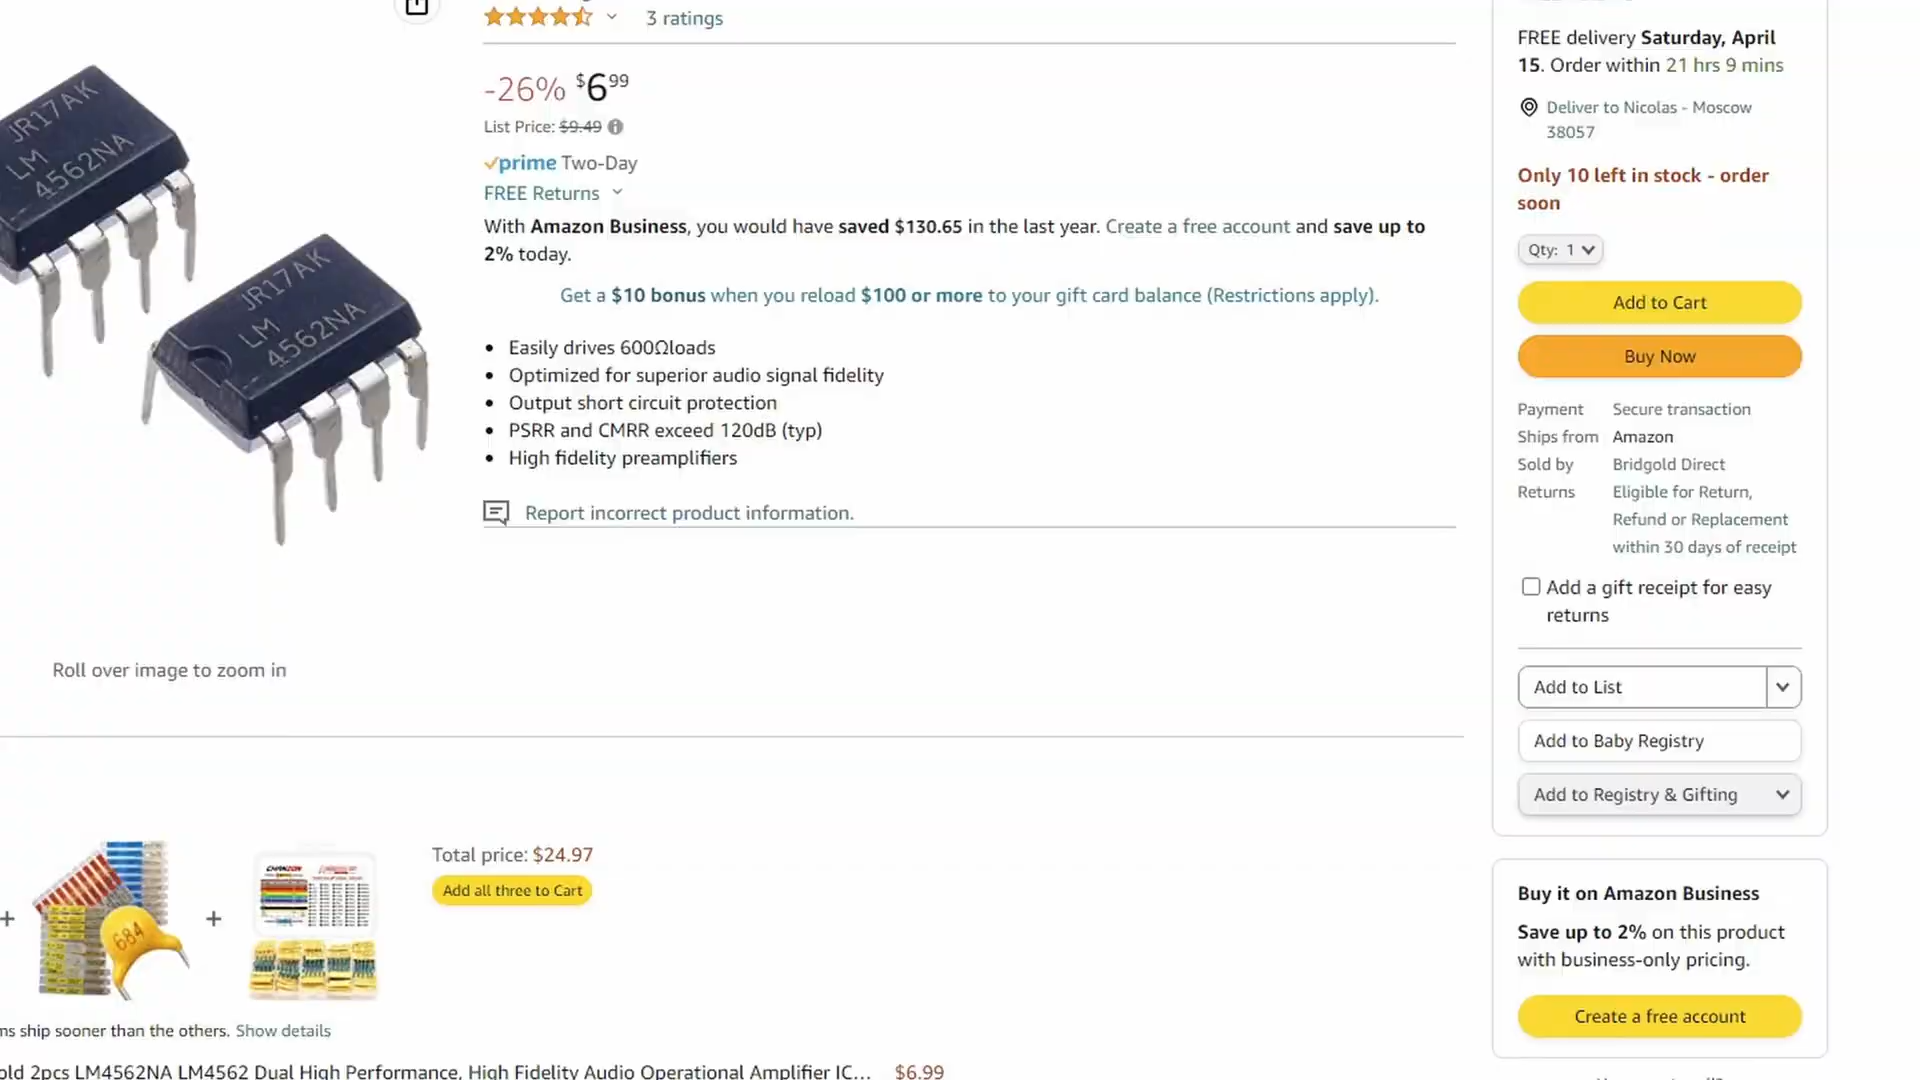 3 ratings
-26% $6 99
List Price: $9.49
prime Two-Day
FREE Returns
With Amazon Business, you would have saved $130.65 in the last year. Create a free account and save up to
2% today.
Get a $10 bonus when you reload $100 or more to your gift card balance (Restrictions apply).
Easily drives 600Ωloads
Optimized for superior audio signal fidelity
Output short circuit protection
PSRR and CMRR exceed 120dB (typ)
High fidelity preamplifiers
Report incorrect product information.
JR17AK
LM
4562NA
JR17AK
LM
4562NA
Roll over image to zoom in
FREE delivery Saturday, April
15. Order within 21 hrs 9 mins
Deliver to Nicolas - Moscow
38057
Only 10 left in stock - order
soon
Qty: 1
Add to Cart
Buy Now
Payment Secure transaction
Ships from Amazon
Sold by Bridgold Direct
Returns Eligible for Return,
Refund or Replacement
within 30 days of receipt
Add a gift receipt for easy
returns
Add to List
Add to Baby Registry
Add to Registry & Gifting
Buy it on Amazon Business
Save up to 2% on this product
with business-only pricing.
Create a free account
+
684
+
CHANZON
Total price: $24.97
Add all three to Cart
ms ship sooner than the others. Show details
old 2pcs LM4562NA LM4562 Dual High Performance, High Fidelity Audio Operational Amplifier IC... $6.99